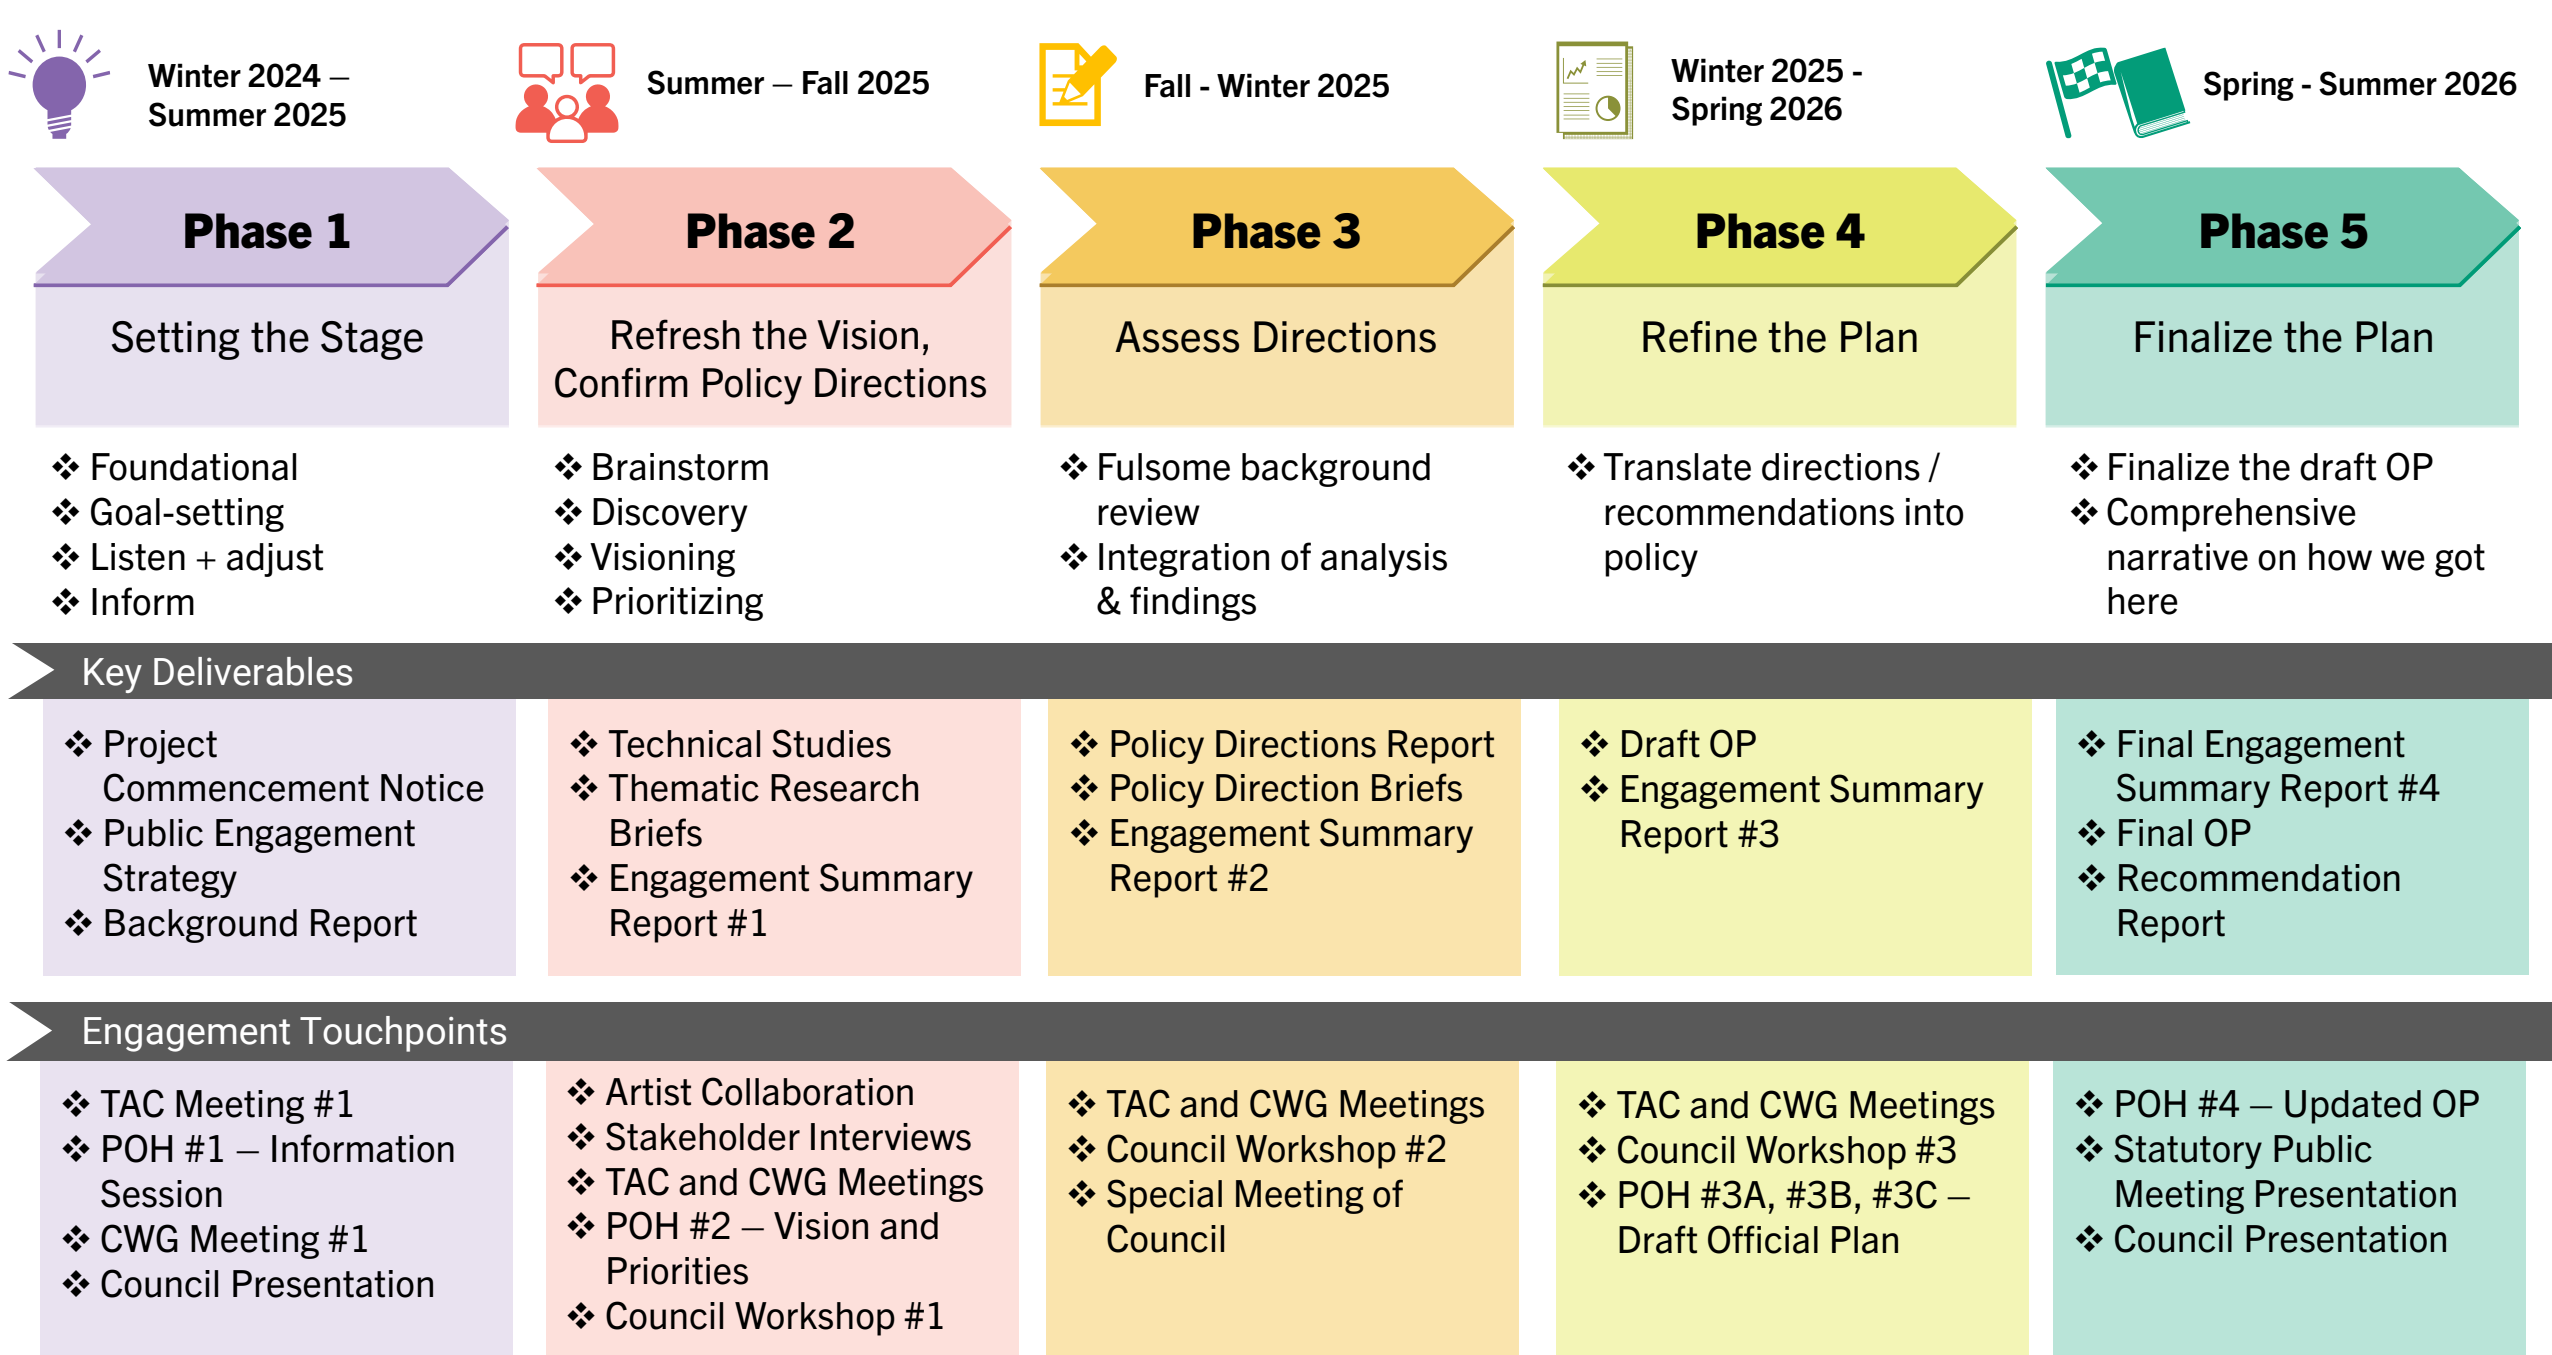 Winter 2024 –
Summer 2025
Summer – Fall 2025
Fall - Winter 2025
Winter 2025 -
Spring 2026
Spring - Summer 2026
Phase 1
Phase 2
Phase 3
Phase 4
Phase 5
Setting the Stage
Refresh the Vision,
Confirm Policy Directions
Assess Directions
Refine the Plan
Finalize the Plan
❖ Foundational
❖ Goal-setting
❖ Listen + adjust
❖ Inform
❖ Brainstorm
❖ Discovery
❖ Visioning
❖ Prioritizing
❖ Fulsome background
review
❖ Integration of analysis
& findings
❖ Translate directions /
recommendations into
policy
❖ Finalize the draft OP
❖ Comprehensive
narrative on how we got
here
Key Deliverables
❖ Project
Commencement Notice
❖ Public Engagement
Strategy
❖ Background Report
❖ Technical Studies
❖ Thematic Research
Briefs
❖ Engagement Summary
Report #1
❖ Policy Directions Report
❖ Policy Direction Briefs
❖ Engagement Summary
Report #2
❖ Draft OP
❖ Engagement Summary
Report #3
❖ Final Engagement
Summary Report #4
❖ Final OP
❖ Recommendation
Report
Engagement Touchpoints
❖ TAC Meeting #1
❖ POH #1 – Information
Session
❖ CWG Meeting #1
❖ Council Presentation
❖ Artist Collaboration
❖ Stakeholder Interviews
❖ TAC and CWG Meetings
❖ POH #2 – Vision and
Priorities
❖ Council Workshop #1
❖ TAC and CWG Meetings
❖ Council Workshop #2
❖ Special Meeting of
Council
❖ TAC and CWG Meetings
❖ Council Workshop #3
❖ POH #3A, #3B, #3C –
Draft Official Plan
❖ POH #4 – Updated OP
❖ Statutory Public
Meeting Presentation
❖ Council Presentation